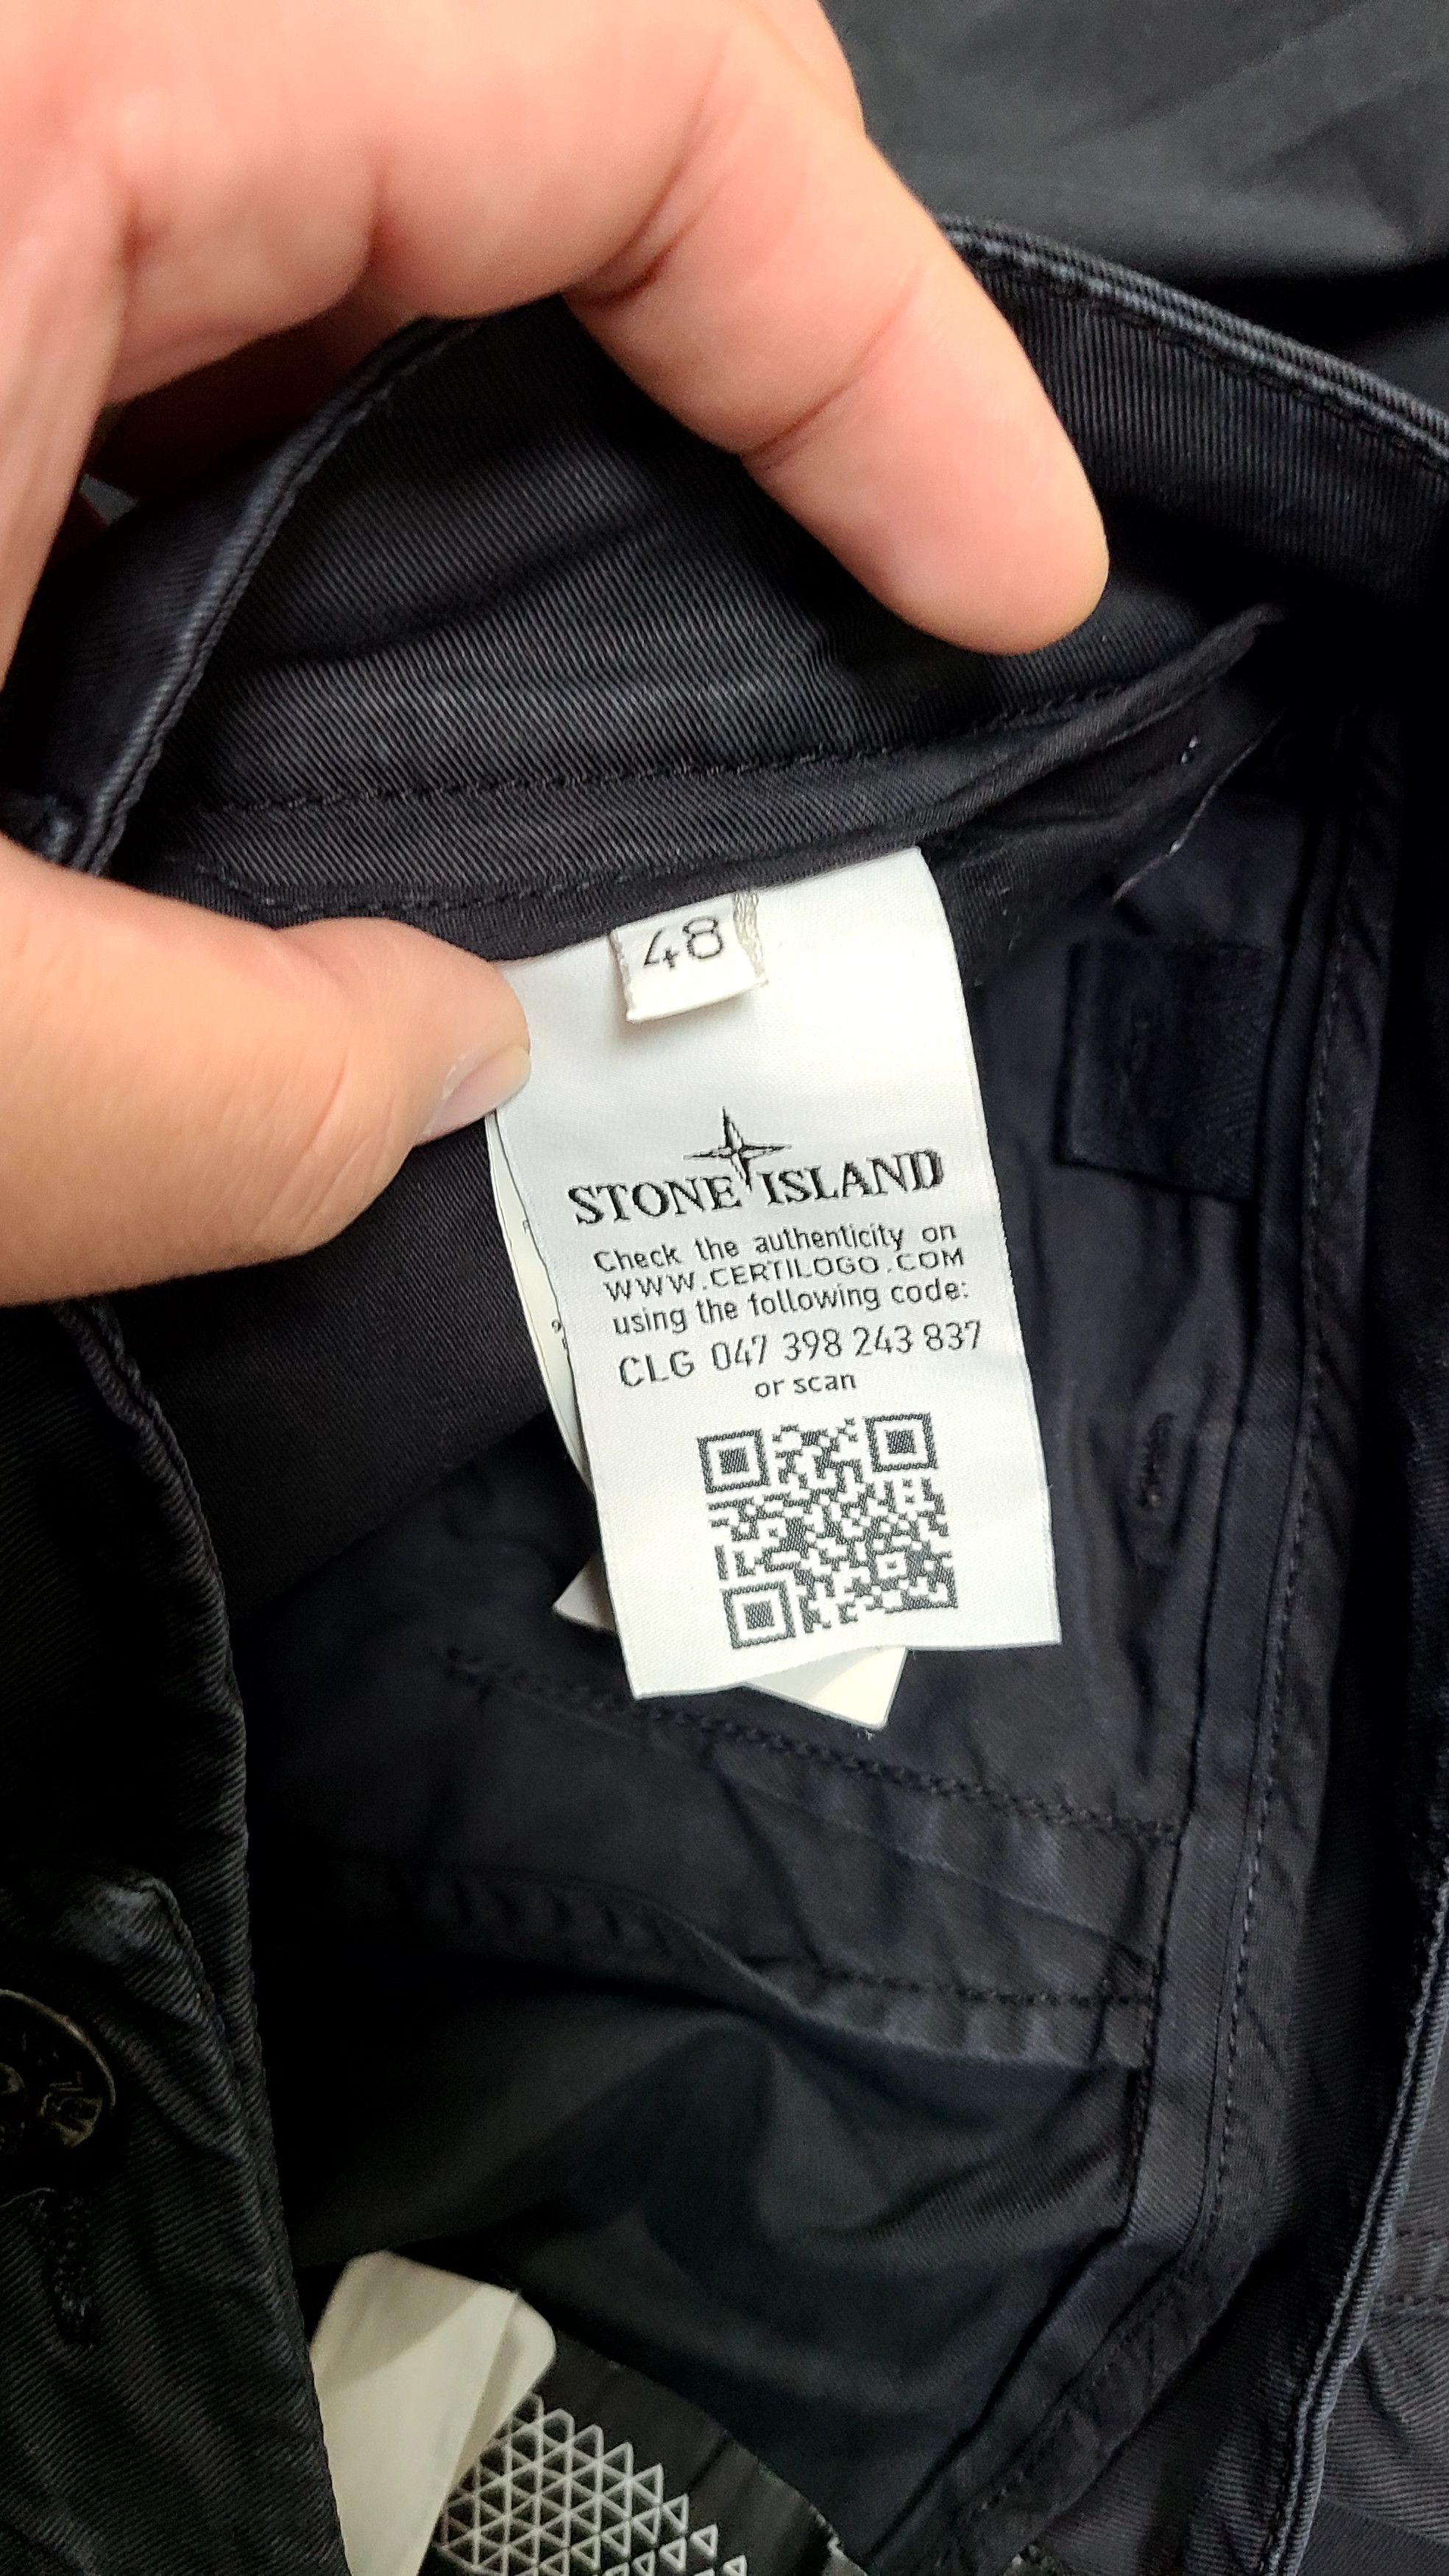 48
STONE ISLAND
Check the authenticity on
WWW.CERTILOGO.COM
using the following code:
CLG 047 398 243 837
or scan